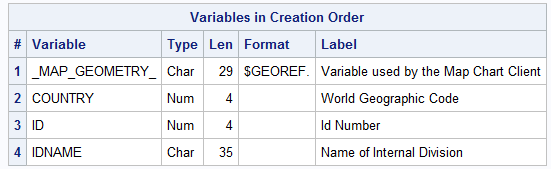 Variables in Creation Order
# Variable Type Len Format Label
1 _MAP_GEOMETRY_ Char 29 $GEOREF. Variable used by the Map Chart Client
2 COUNTRY Num 4 World Geographic Code
3 ID Num 4 Id Number
4 IDNAME Char 35 Name of Internal Division